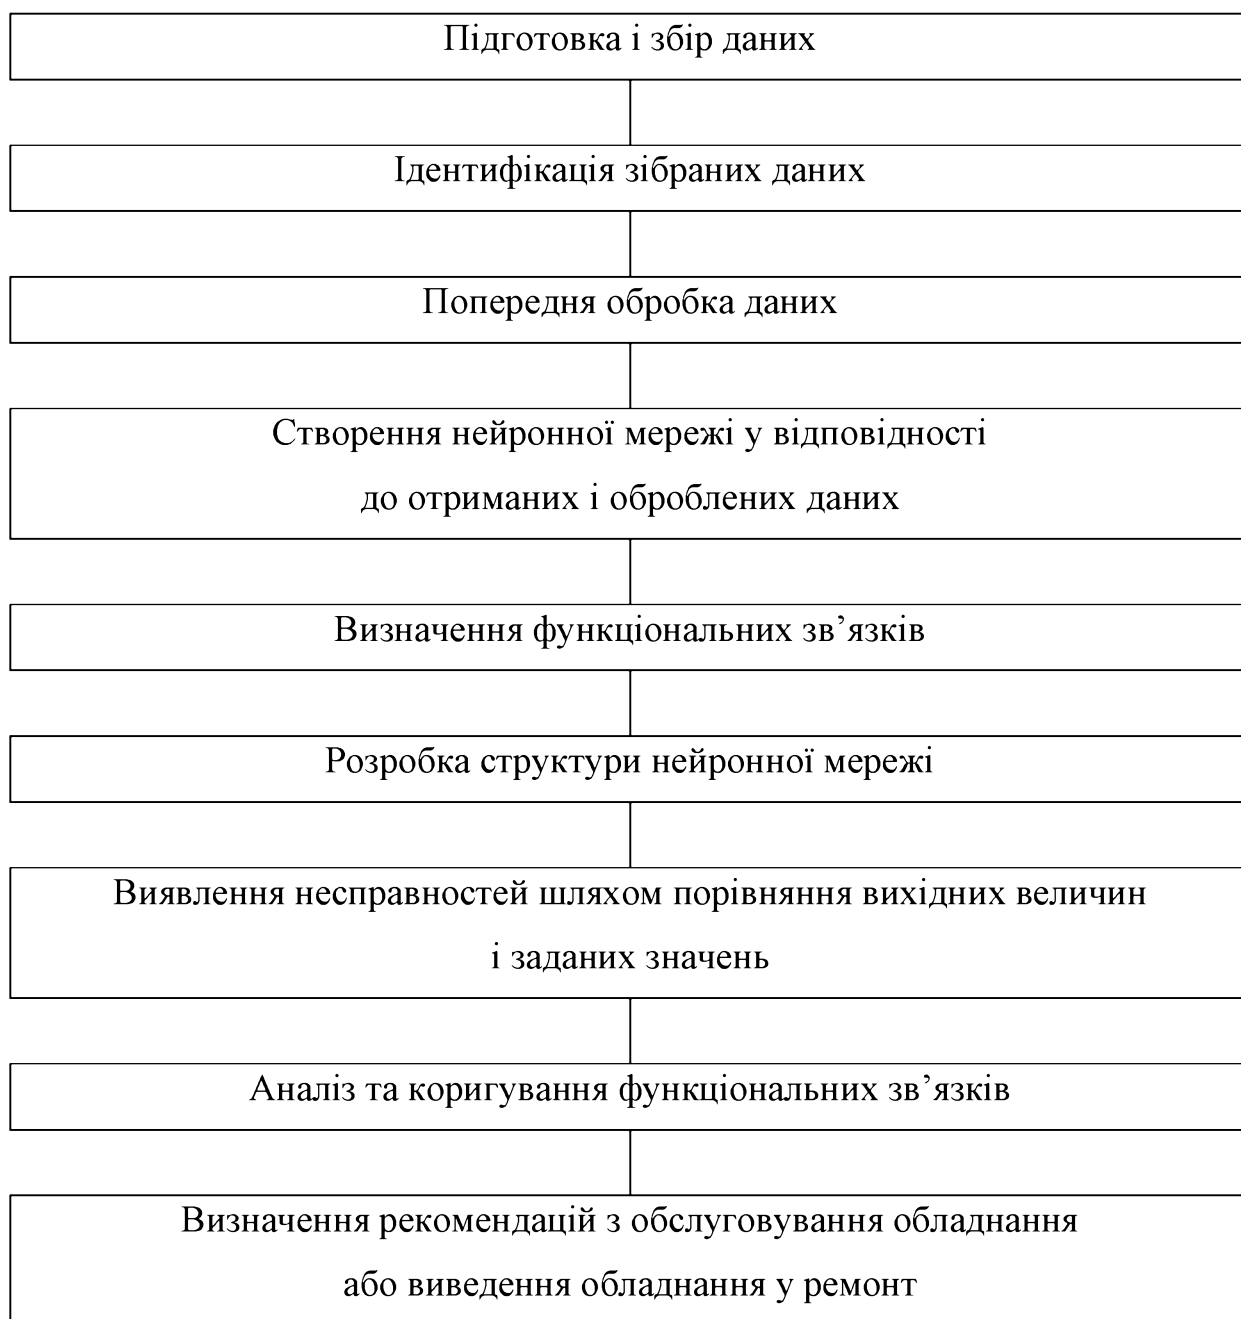 Підготовка і збір даних
Ідентифікація зібраних даних
Попередня обробка даних
Створення нейронної мережі у відповідності
до отриманих і оброблених даних
Визначення функціональних зв’язків
Розробка структури нейронної мережі
Виявлення несправностей шляхом порівняння вихідних величин
і заданих значень
Аналіз та коригування функціональних зв’язків
Визначення рекомендацій з обслуговування обладнання
або виведення обладнання у ремонт